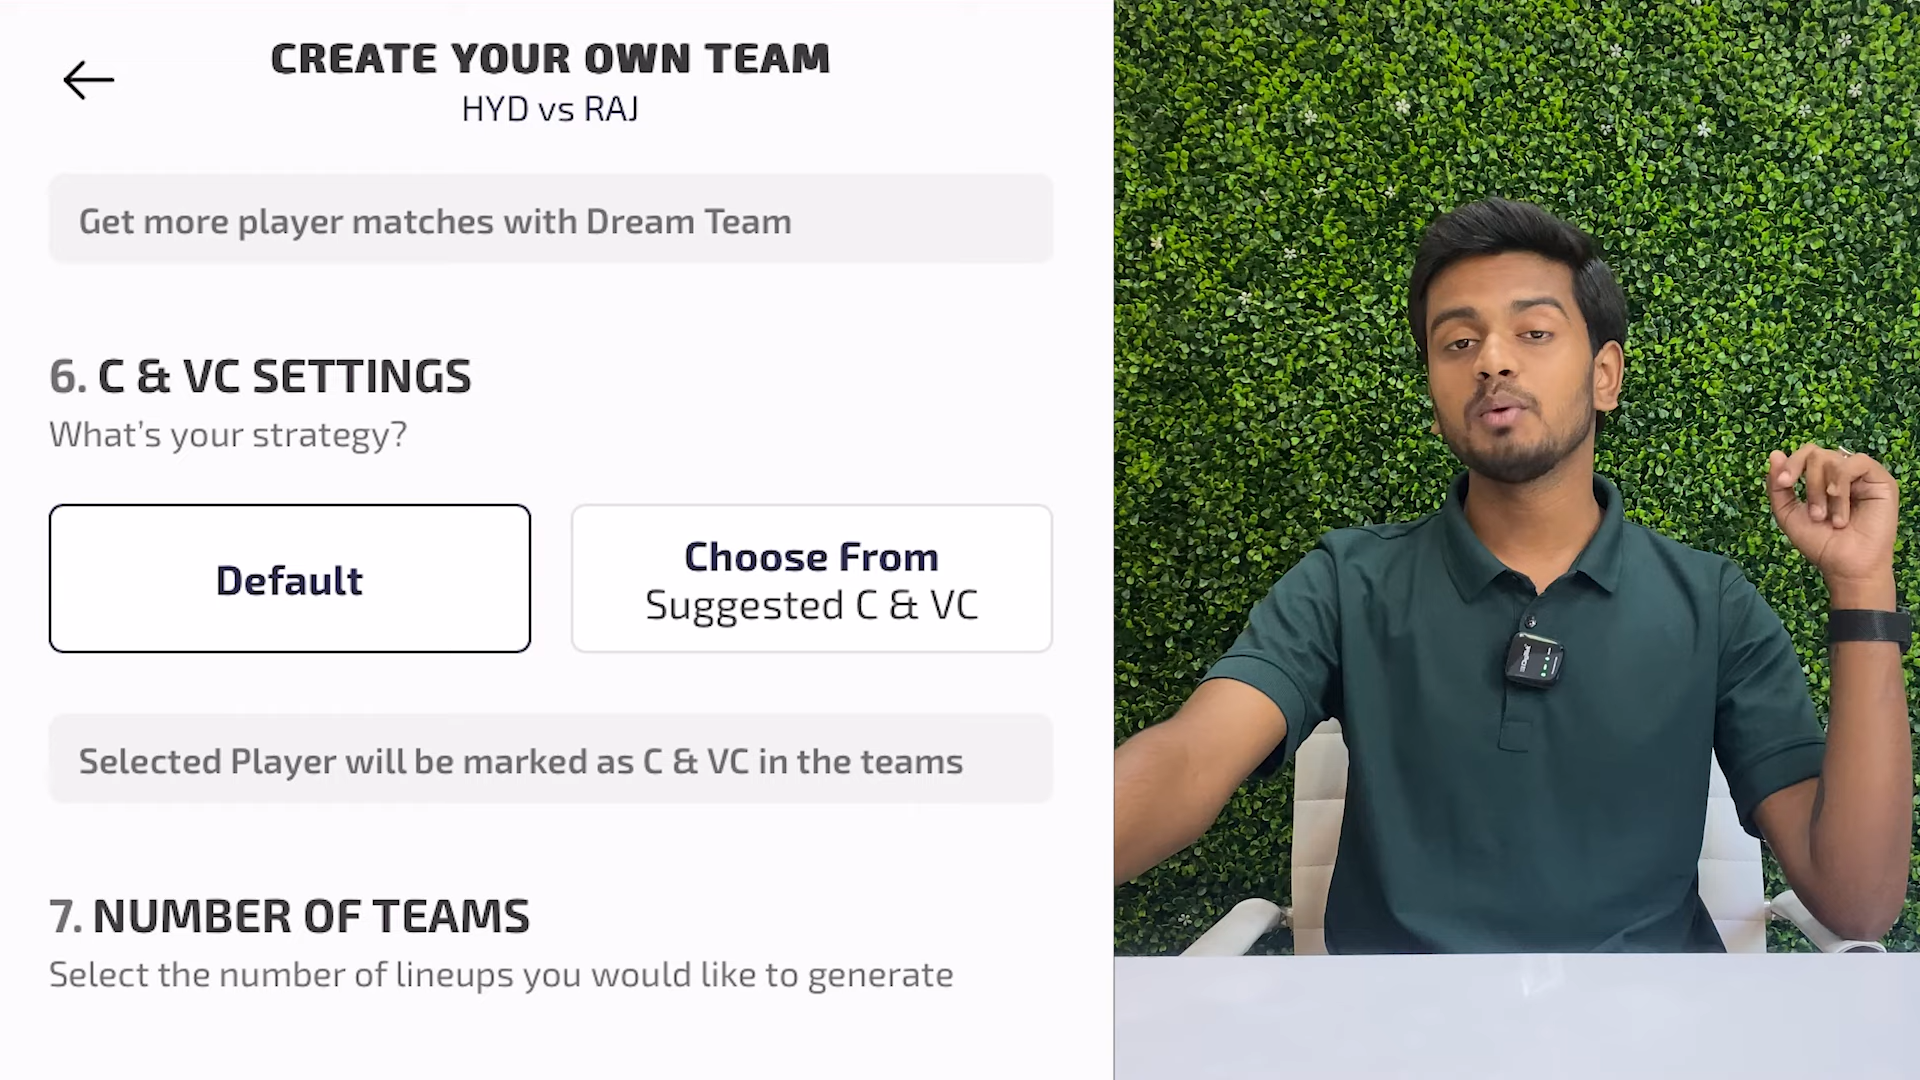 CREATE YOUR OWN TEAM
HYD vs RAJ
Get more player matches with Dream Team
6. C & VC SETTINGS
What's your strategy?
Default
Choose From
Suggested C & VC
Selected Player will be marked as C & VC in the teams
7. NUMBER OF TEAMS
Select the number of lineups you would like to generate